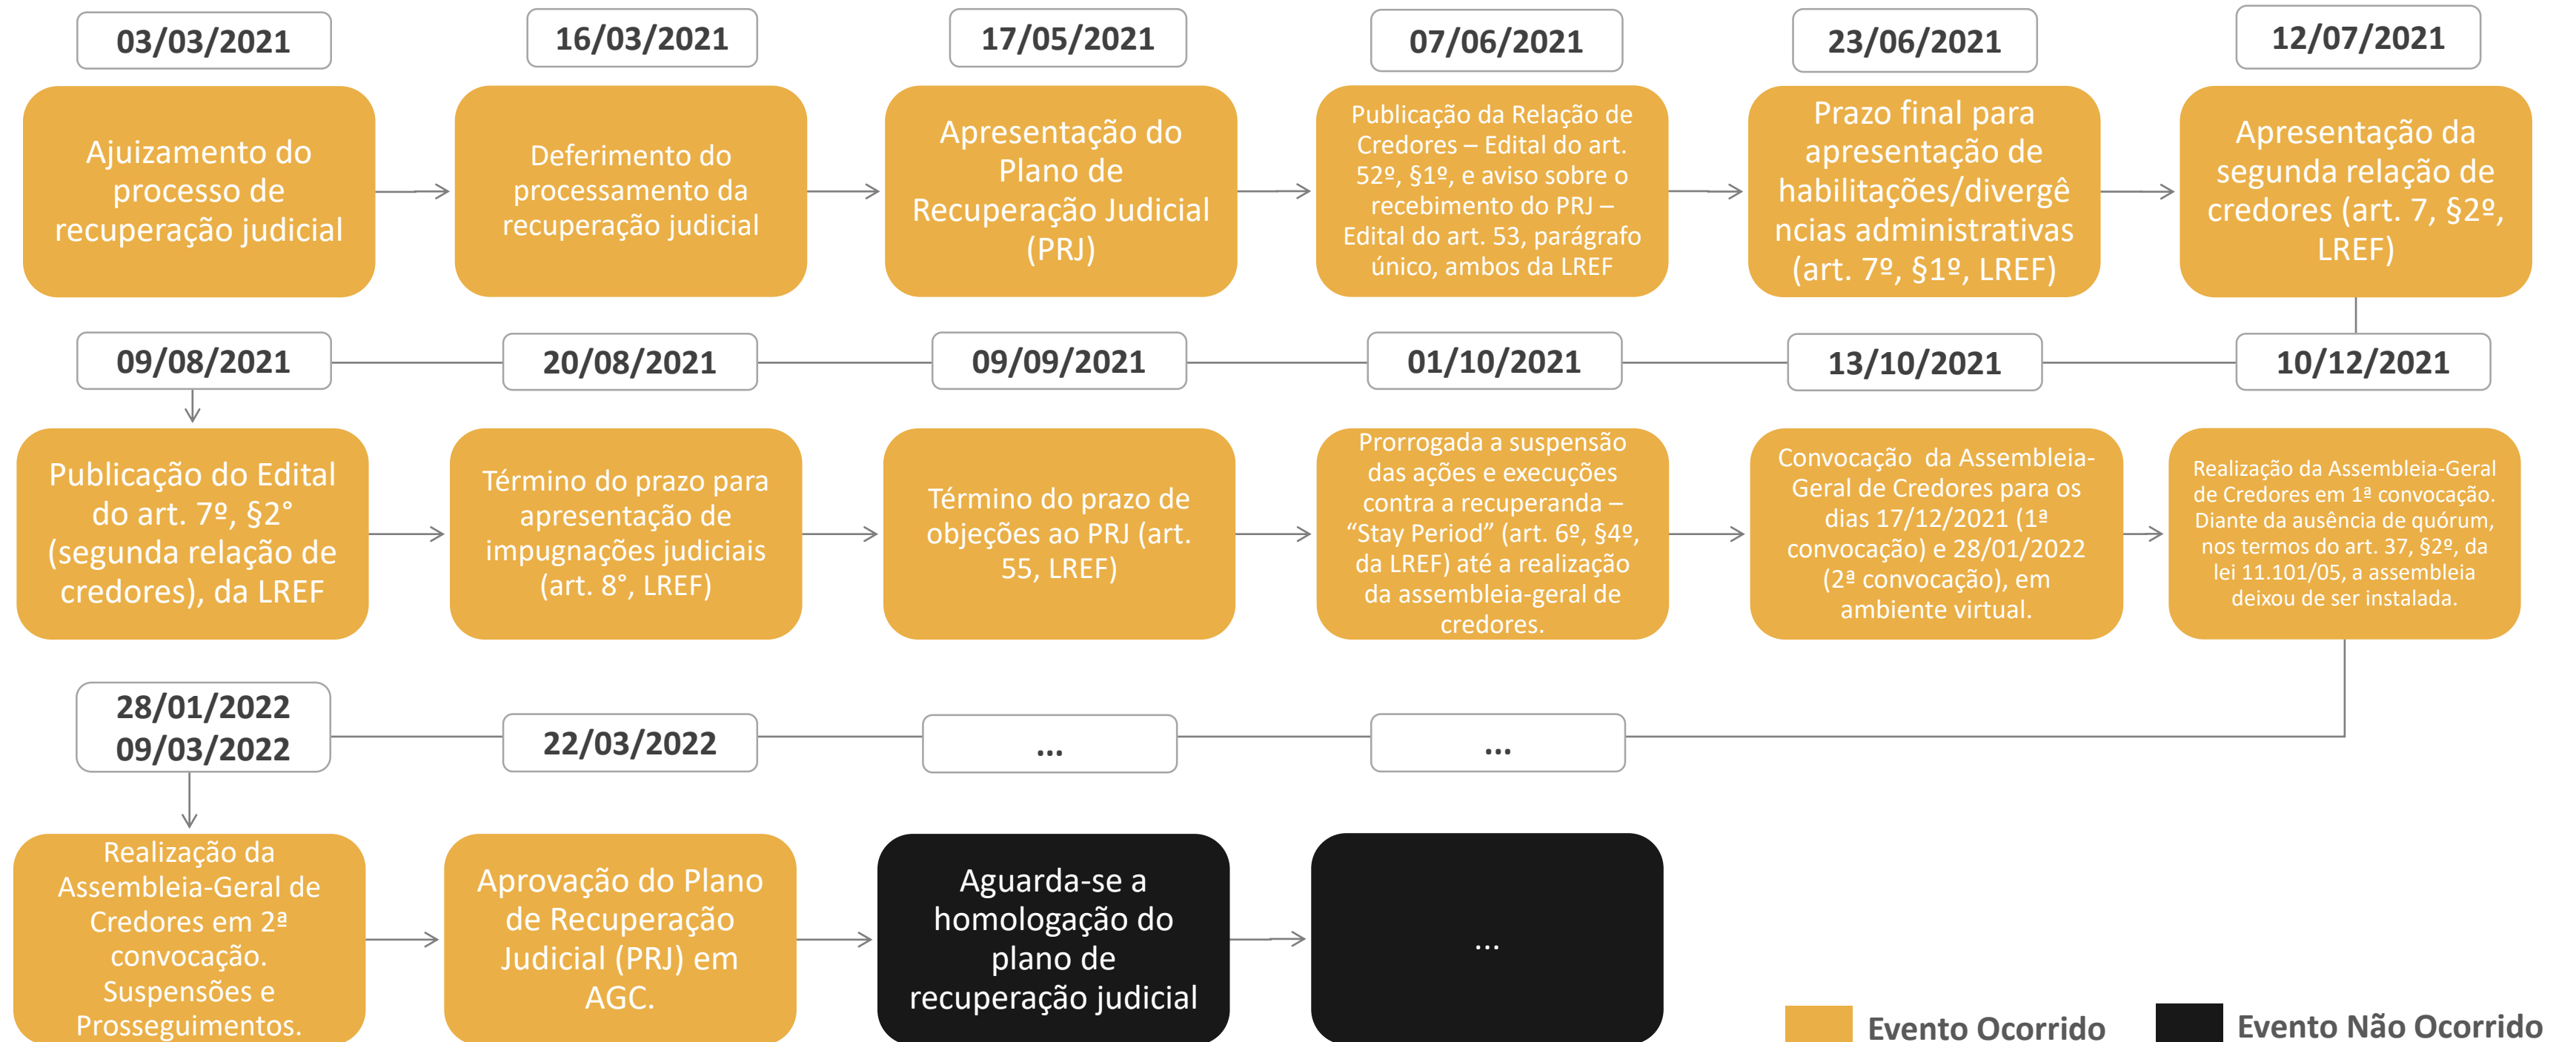 03/03/2021
Ajuizamento do
processo de
recuperação judicial
16/03/2021
Deferimento do
processamento da
recuperação judicial
17/05/2021
Apresentação do
Plano de
Recuperação Judicial
(PRJ)
07/06/2021
Publicação da Relação de
Credores – Edital do art.
52º, §1º, e aviso sobre o
recebimento do PRJ –
Edital do art. 53, parágrafo
único, ambos da LREF
23/06/2021
Prazo final para
apresentação de
habilitações/divergê
ncias administrativas
(art. 7º, §1º, LREF)
12/07/2021
Apresentação da
segunda relação de
credores (art. 7, §2º,
LREF)
09/08/2021
Publicação do Edital
do art. 7º, §2°
(segunda relação de
credores), da LREF
20/08/2021
Término do prazo para
apresentação de
impugnações judiciais
(art. 8°, LREF)
09/09/2021
Término do prazo de
objeções ao PRJ (art.
55, LREF)
01/10/2021
Prorrogada a suspensão
das ações e execuções
contra a recuperanda –
“Stay Period” (art. 6º, §4º,
da LREF) até a realização
da assembleia-geral de
credores.
13/10/2021
Convocação da Assembleia-
Geral de Credores para os
dias 17/12/2021 (1ª
convocação) e 28/01/2022
(2ª convocação), em
ambiente virtual.
10/12/2021
Realização da Assembleia-Geral
de Credores em 1ª convocação.
Diante da ausência de quórum,
nos termos do art. 37, §2º, da
lei 11.101/05, a assembleia
deixou de ser instalada.
28/01/2022
09/03/2022
Realização da
Assembleia-Geral de
Credores em 2ª
convocação.
Suspensões e
Prosseguimentos.
22/03/2022
Aprovação do Plano
de Recuperação
Judicial (PRJ) em
AGC.
...
Aguarda-se a
homologação do
plano de
recuperação judicial
...
...
Evento Ocorrido
Evento Não Ocorrido